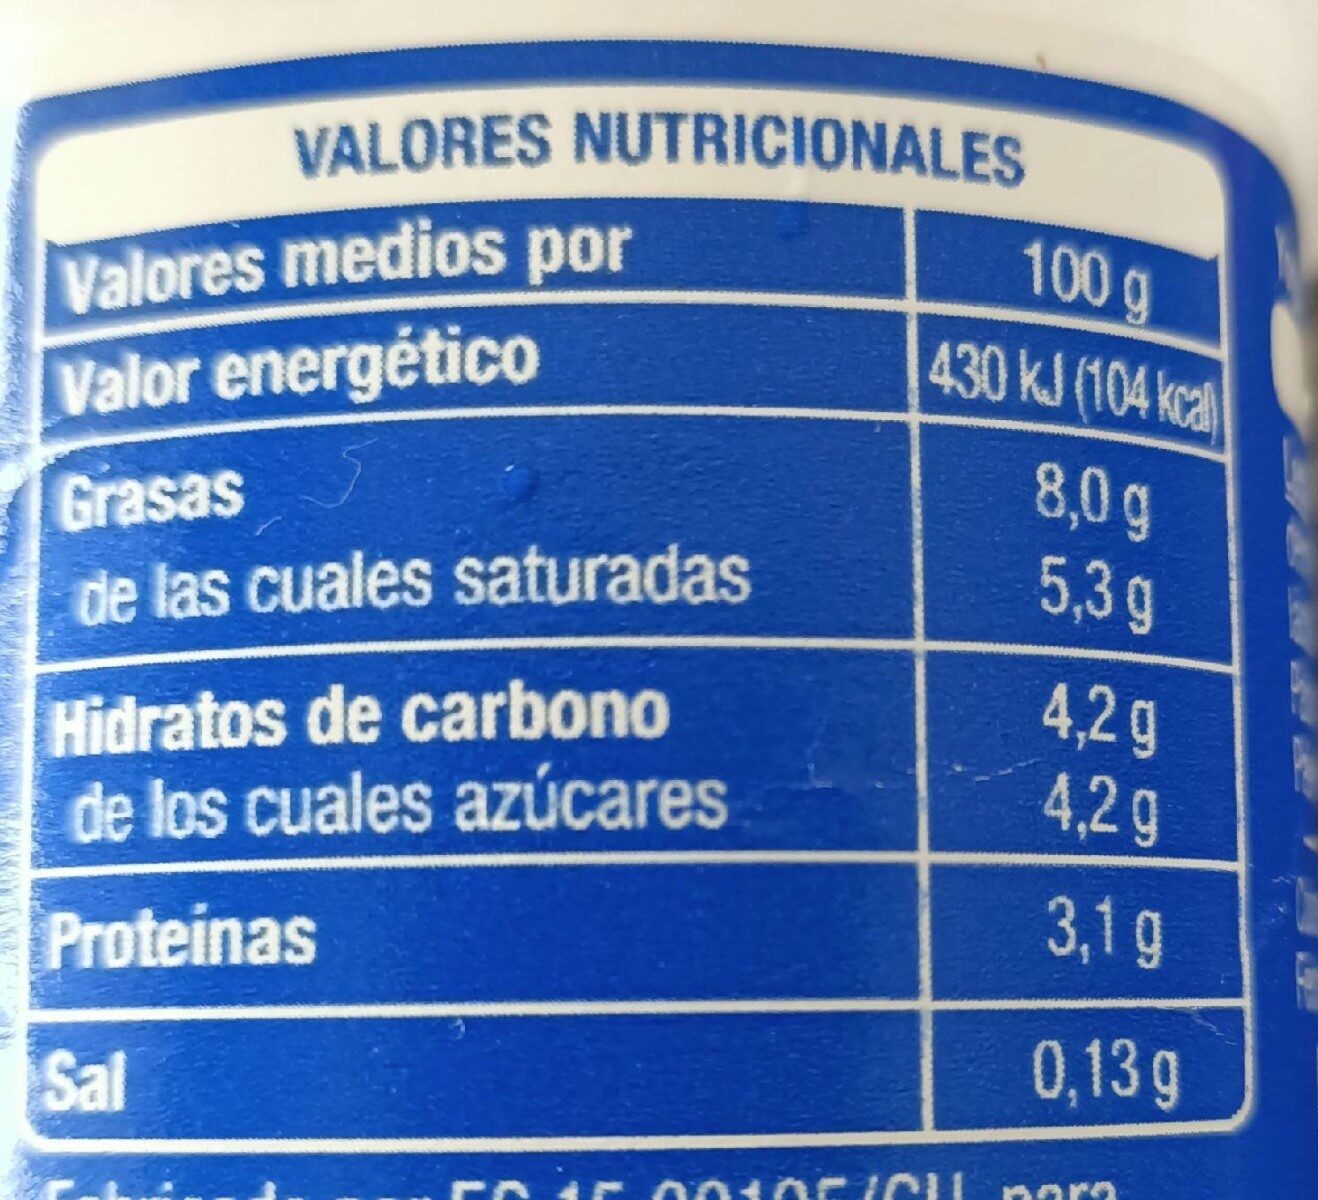 VALORES NUTRICIONALES
Valores medios por 100 g
Valor energético 430 kJ (104 kcal)
Grasas 8,0 g
de las cuales saturadas 5,3 g
Hidratos de carbono 4,2 g
de los cuales azúcares 4,2 g
Proteínas 3,1 g
Sal 0,13 g
para